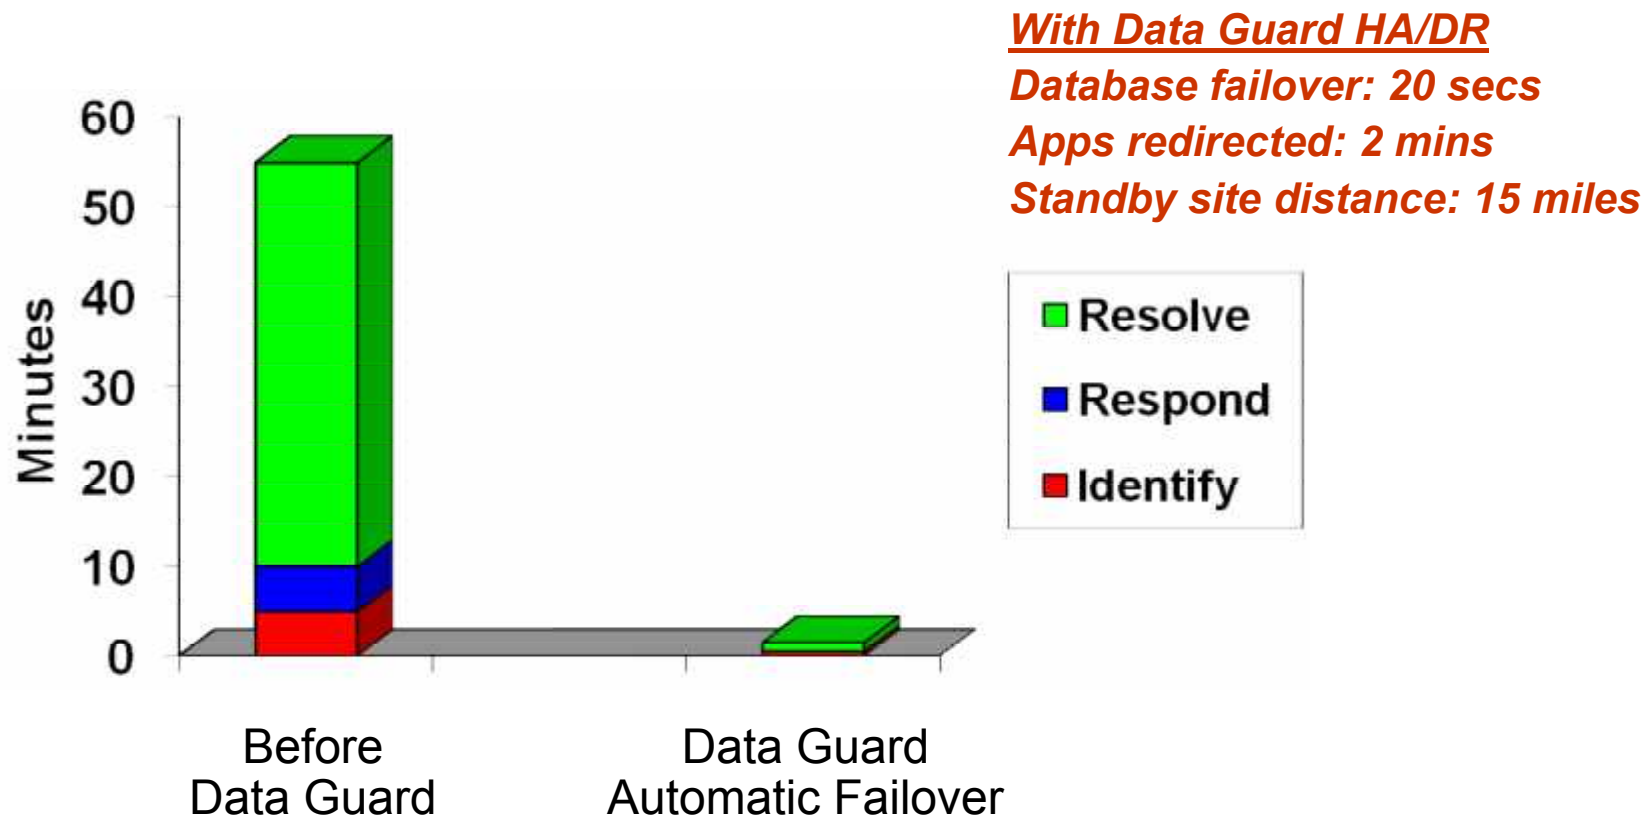 With Data Guard HA/DR
Database failover: 20 secs
Apps redirected: 2 mins
Standby site distance: 15 miles
60
50
40
30
20
10
0
Minutes
Resolve
Respond
Identify
Before
Data Guard
Data Guard
Automatic Failover